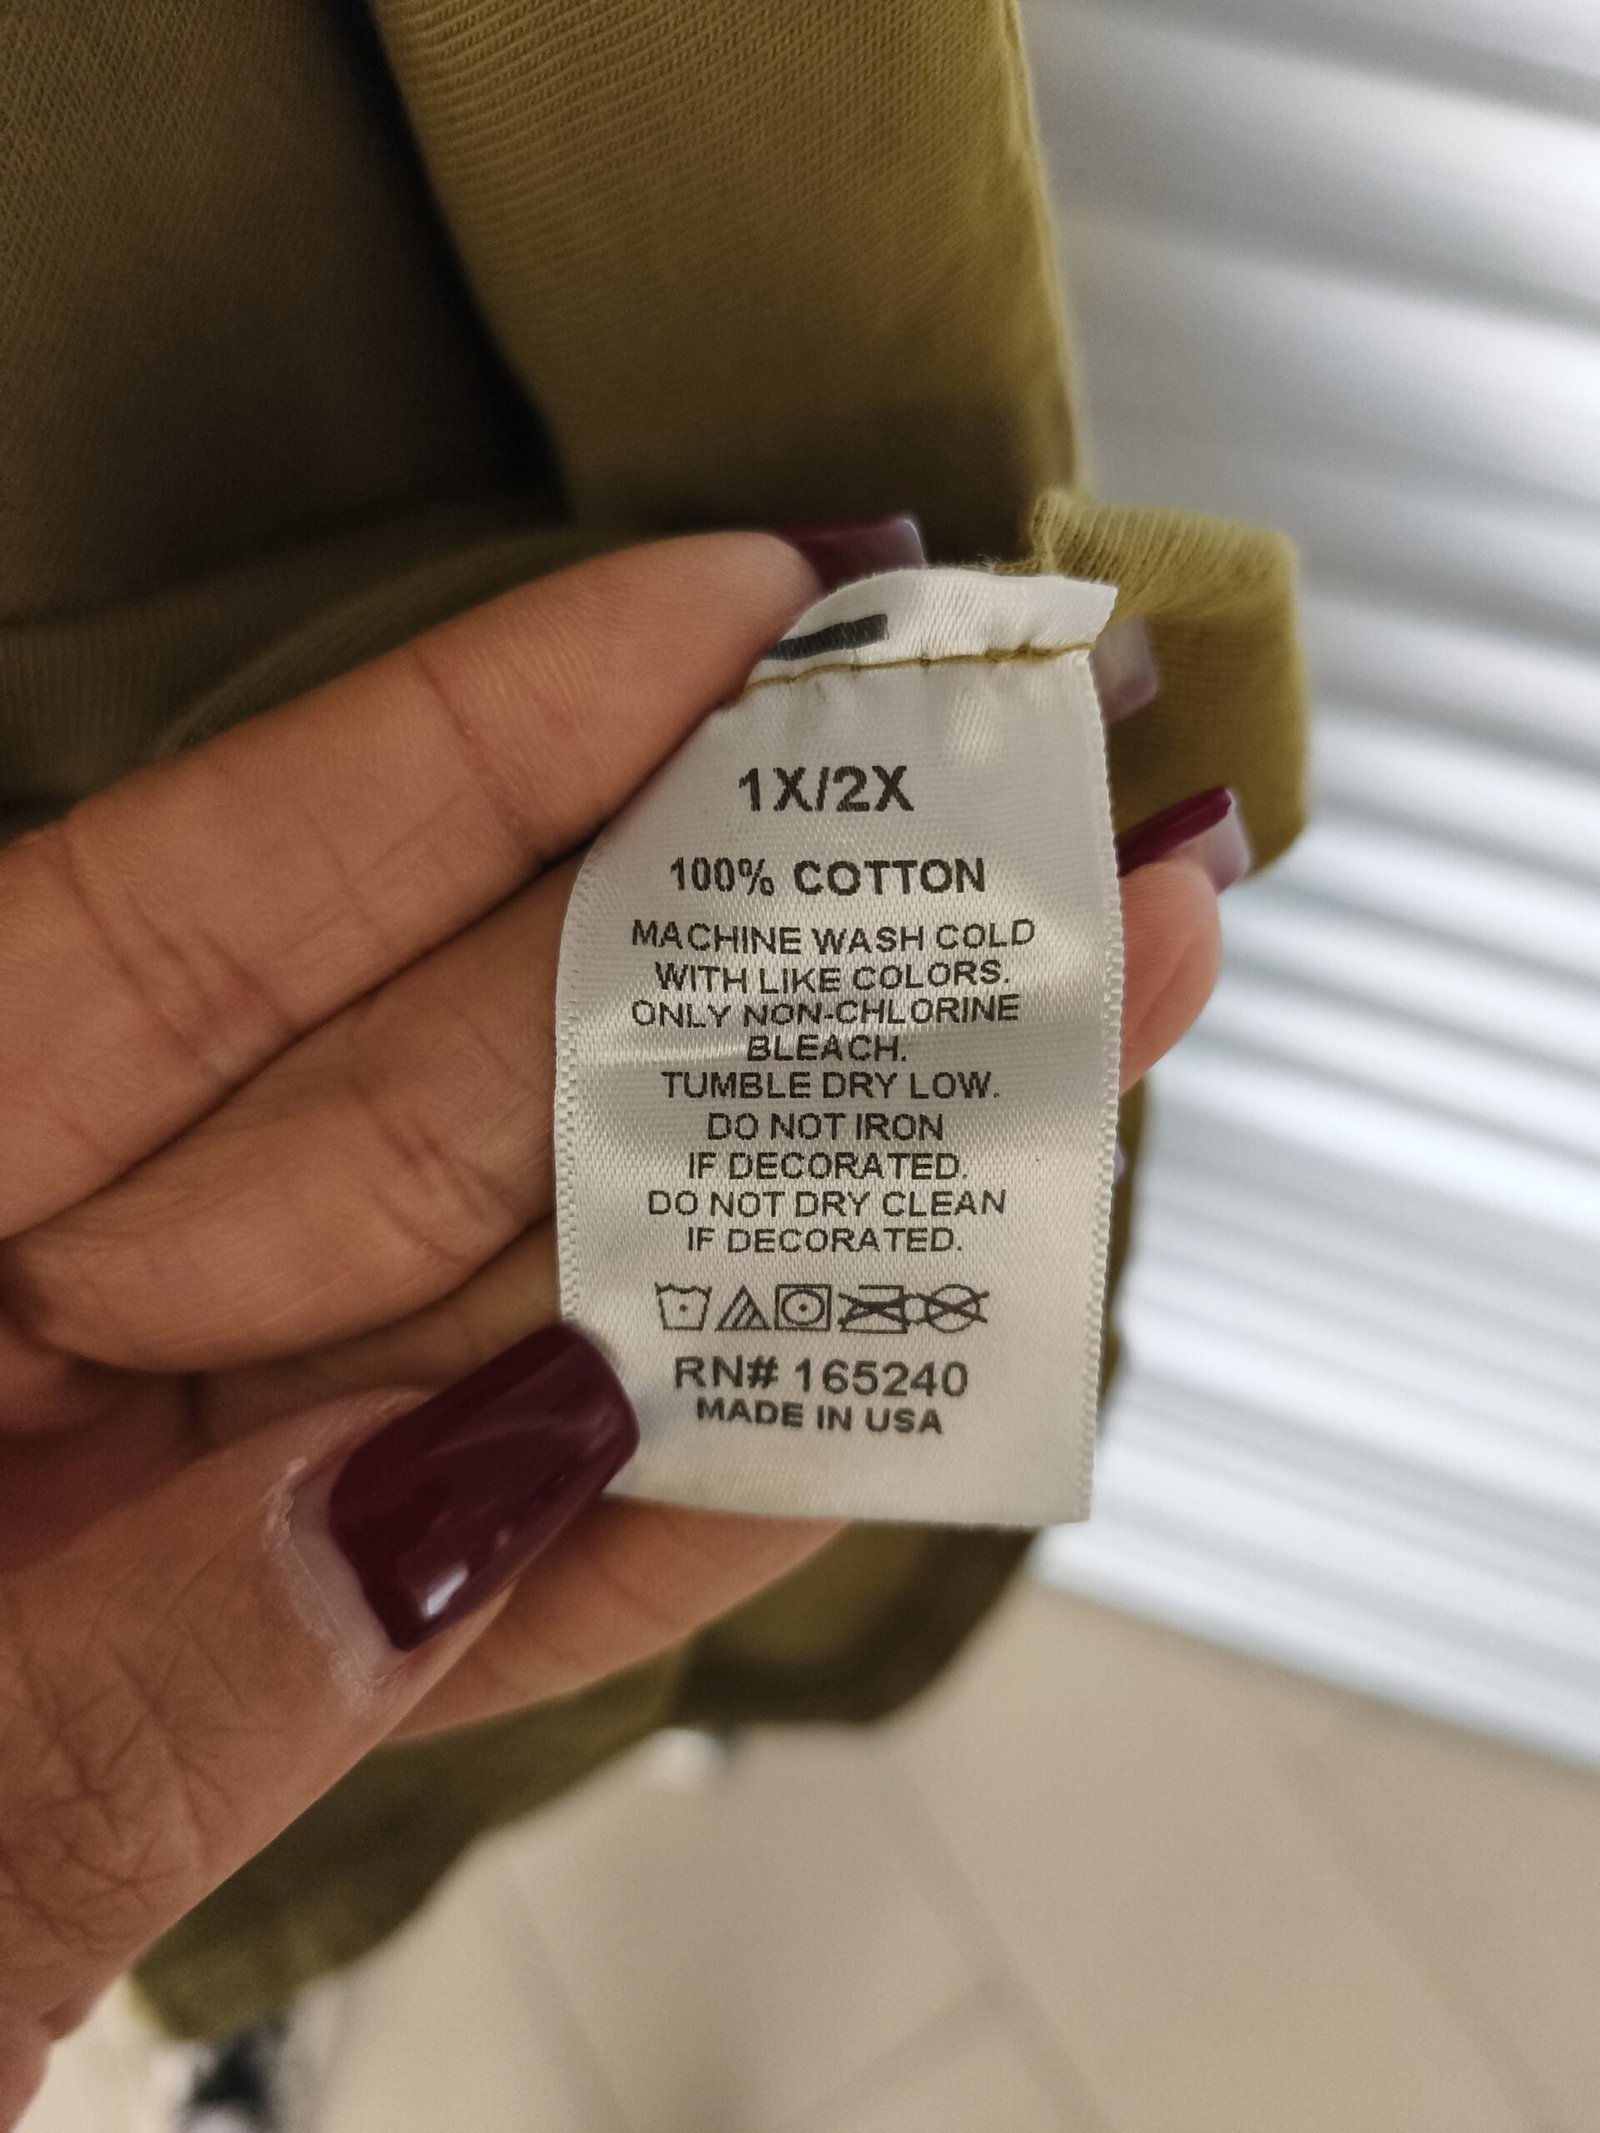 1X/2X
100% COTTON
MACHINE WASH COLD
WITH LIKE COLORS.
ONLY NON-CHLORINE
BLEACH.
TUMBLE DRY LOW.
DO NOT IRON
IF DECORATED.
DO NOT DRY CLEAN
IF DECORATED.
RN# 165240
MADE IN USA